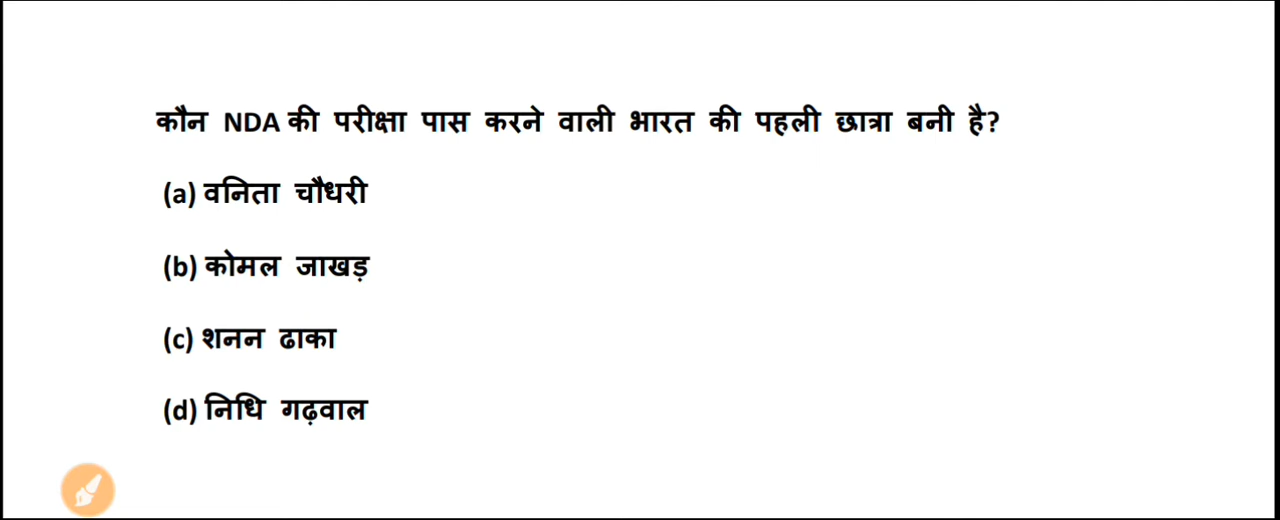 कौन NDA की परीक्षा पास करने वाली भारत की पहली छात्रा बनी है?
(a) वनिता चौधरी
(b) कोमल जाखड़
(c) शनन ढाका
(d) निधि गढ़वाल